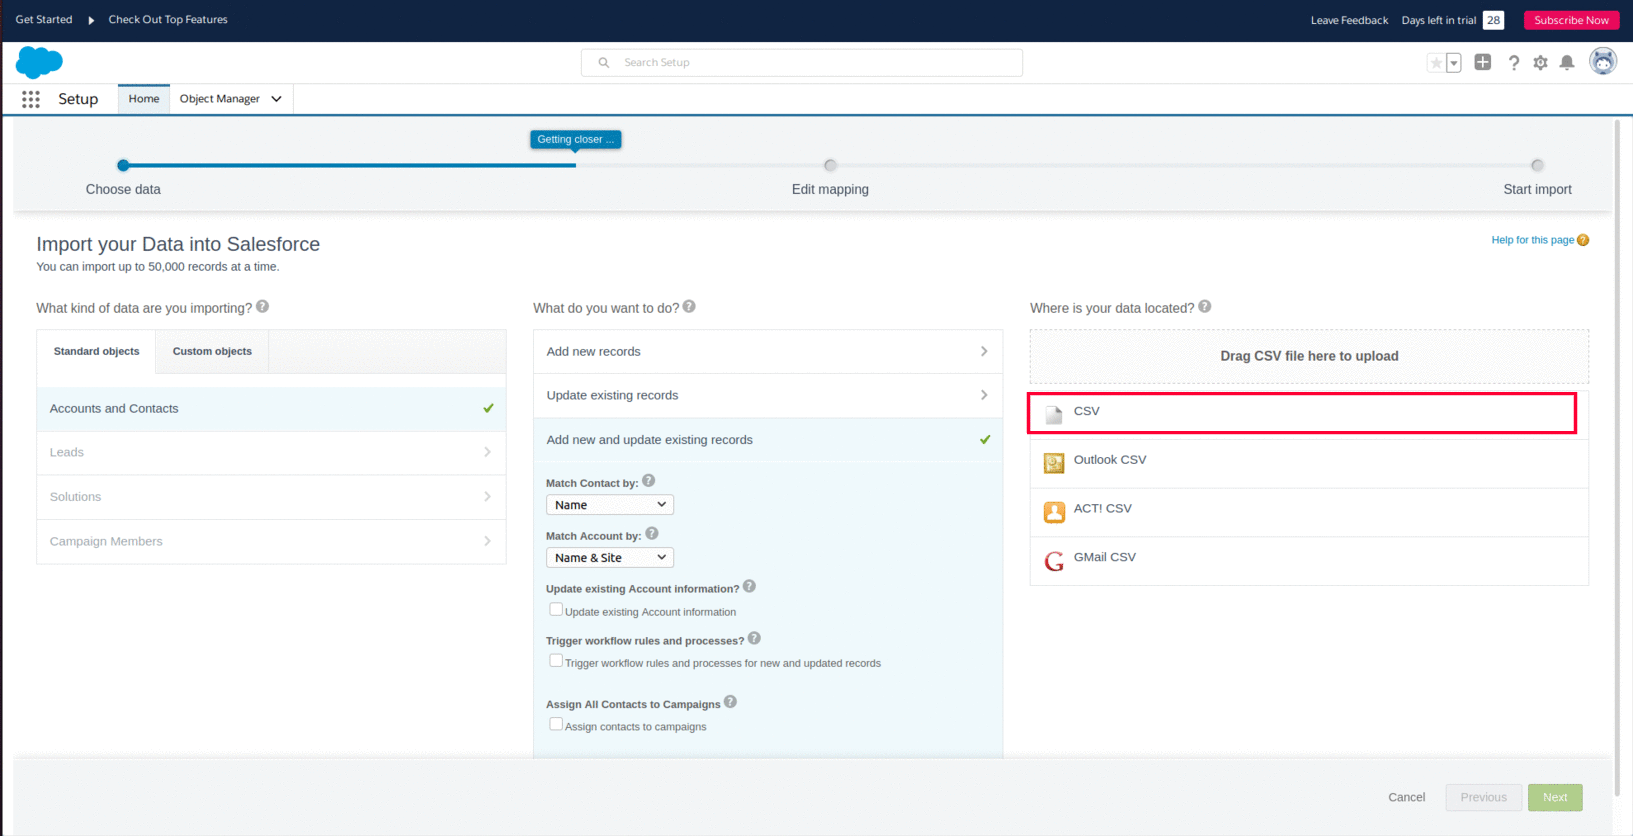 Get Started
Check Out Top Features
Leave Feedback
Days left in trial
28
Subscribe Now
Search Setup
Setup
Home
Object Manager
Getting closer ...
Choose data
Edit mapping
Start import
Import your Data into Salesforce
You can import up to 50,000 records at a time.
Help for this page
What kind of data are you importing?
Standard objects
Custom objects
Accounts and Contacts
Leads
Solutions
Campaign Members
What do you want to do?
Add new records
Update existing records
Add new and update existing records
Match Contact by:
Name
Match Account by:
Name & Site
Update existing Account information?
Update existing Account information
Trigger workflow rules and processes?
Trigger workflow rules and processes for new and updated records
Assign All Contacts to Campaigns
Assign contacts to campaigns
Where is your data located?
Drag CSV file here to upload
CSV
Outlook CSV
ACT! CSV
GMail CSV
Cancel
Previous
Next